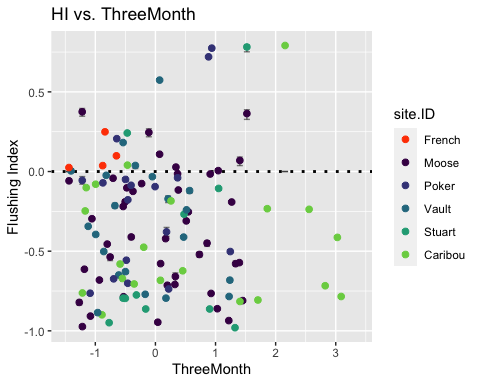 HI vs. ThreeMonth
Flushing Index
0.5
0.0
-0.5
-1.0
-1
0
1
2
3
ThreeMonth
site.ID
French
Moose
Poker
Vault
Stuart
Caribou